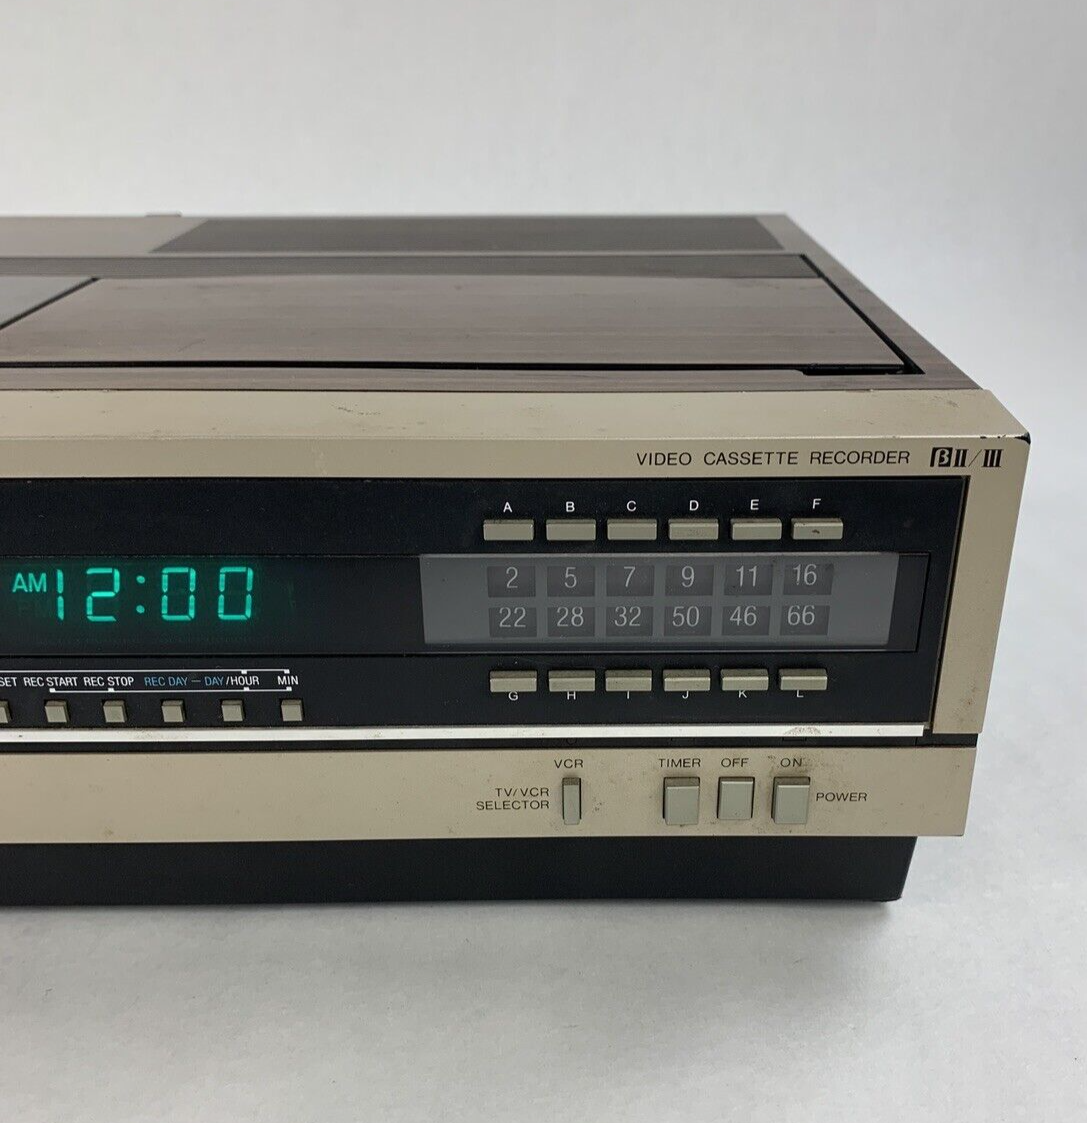 VIDEO CASSETTE RECORDER βII/III
A B C D E F
AM 12:00
2 5 7 9 11 16
22 28 32 50 46 66
SET REC START REC STOP REC DAY — DAY/HOUR MIN
G H I J K L
VCR
TV/VCR
SELECTOR
TIMER OFF ON
POWER